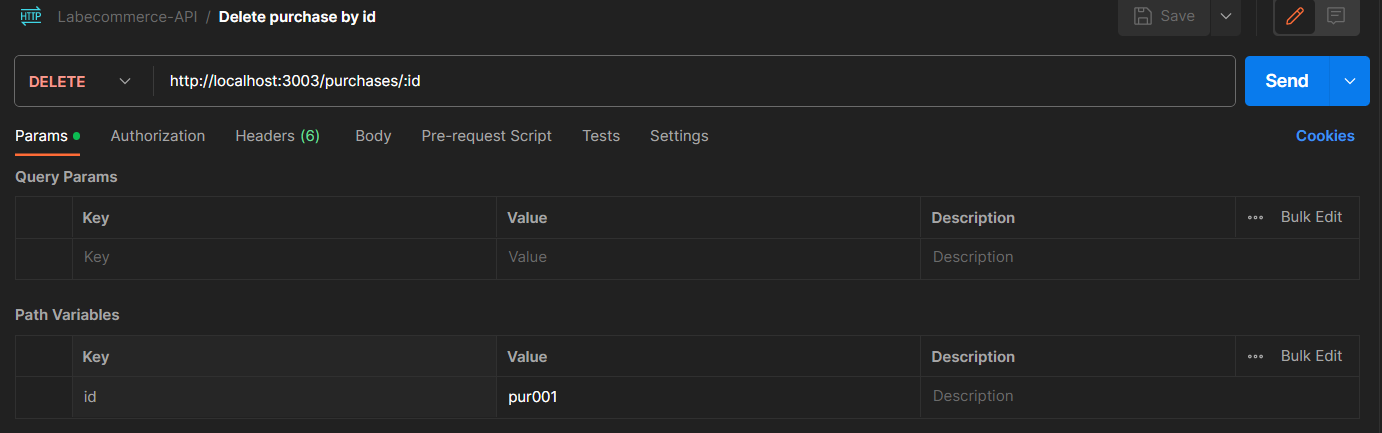 HTTP Labecommerce-API / Delete purchase by id Save
DELETE http://localhost:3003/purchases/:id Send
Params Authorization Headers (6) Body Pre-request Script Tests Settings Cookies
Query Params
Key Value Description ••• Bulk Edit
Key Value Description
Path Variables
Key Value Description ••• Bulk Edit
id pur001 Description